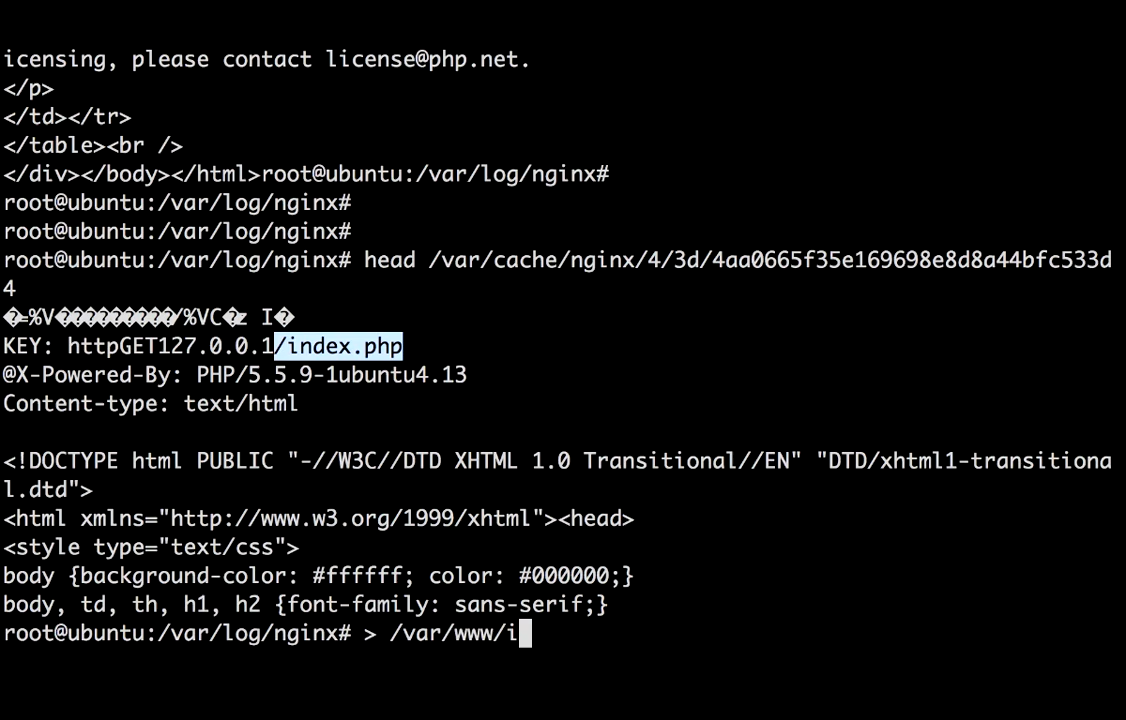 icensing, please contact license@php.net.
</p>
</td></tr>
</table><br />
</div></body></html>root@ubuntu:/var/log/nginx#
root@ubuntu:/var/log/nginx#
root@ubuntu:/var/log/nginx#
root@ubuntu:/var/log/nginx# head /var/cache/nginx/4/3d/4aa0665f35e169698e8d8a44bfc533d
4
�=%V����������/%VC�z I�
KEY: httpGET127.0.0.1/index.php
@X-Powered-By: PHP/5.5.9-1ubuntu4.13
Content-type: text/html

<!DOCTYPE html PUBLIC "-//W3C//DTD XHTML 1.0 Transitional//EN" "DTD/xhtml1-transitiona
l.dtd">
<html xmlns="http://www.w3.org/1999/xhtml"><head>
<style type="text/css">
body {background-color: #ffffff; color: #000000;}
body, td, th, h1, h2 {font-family: sans-serif;}
root@ubuntu:/var/log/nginx# > /var/www/i